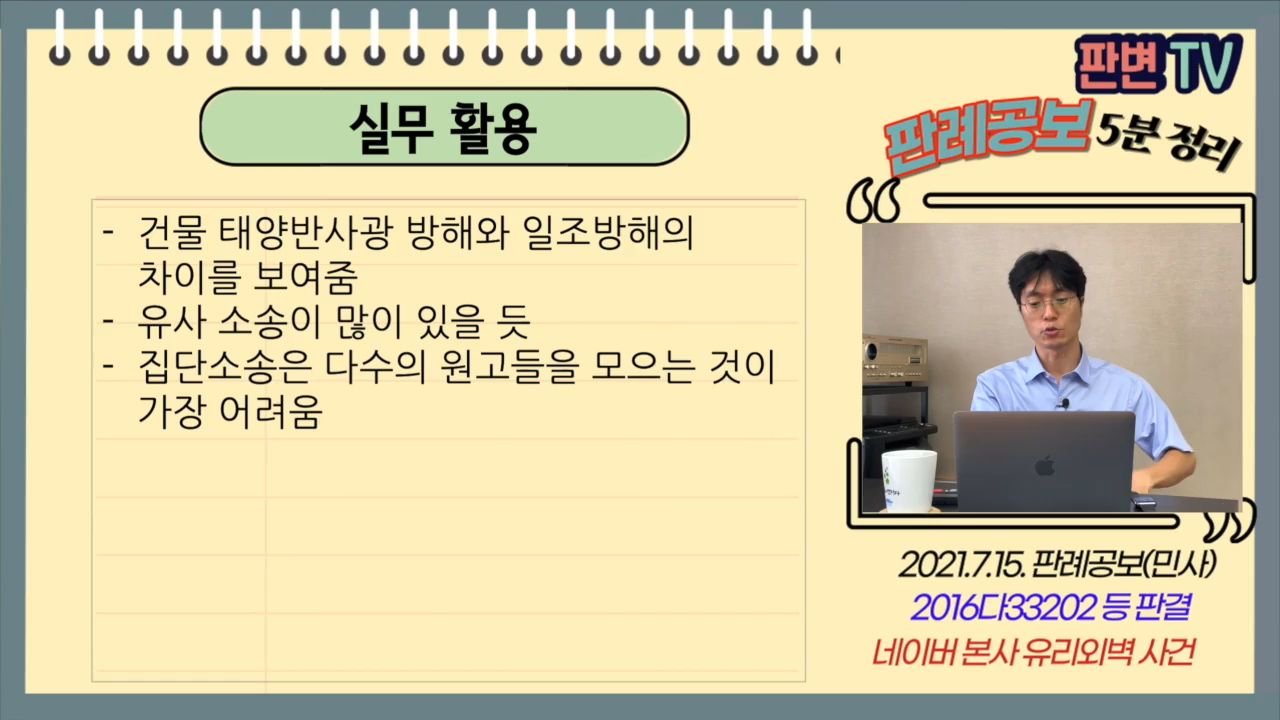 판변 TV
판례공보 5분 정리
실무 활용
- 건물 태양반사광 방해와 일조방해의
차이를 보여줌
- 유사 소송이 많이 있을 듯
- 집단소송은 다수의 원고들을 모으는 것이
가장 어려움
2021.7.15. 판례공보(민사)
2016다33202 등 판결
네이버 본사 유리외벽 사건